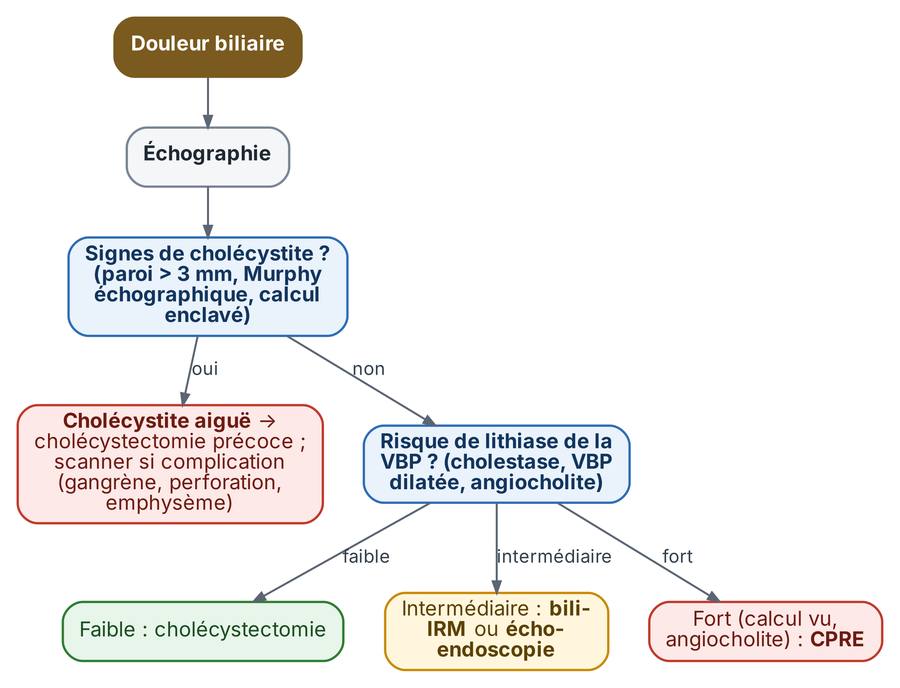 Douleur biliaire
Échographie
Signes de cholécystite ?
(paroi > 3 mm, Murphy
échographique, calcul
enclavé)
oui
non
Cholécystite aiguë →
cholécystectomie précoce ;
scanner si complication
(gangrène, perforation,
emphysème)
Risque de lithiase de la
VBP ? (cholestase, VBP
dilatée, angiocholite)
faible
intermédiaire
fort
Faible : cholécystectomie
Intermédiaire : bili-
IRM ou écho-
endoscopie
Fort (calcul vu,
angiocholite) : CPRE